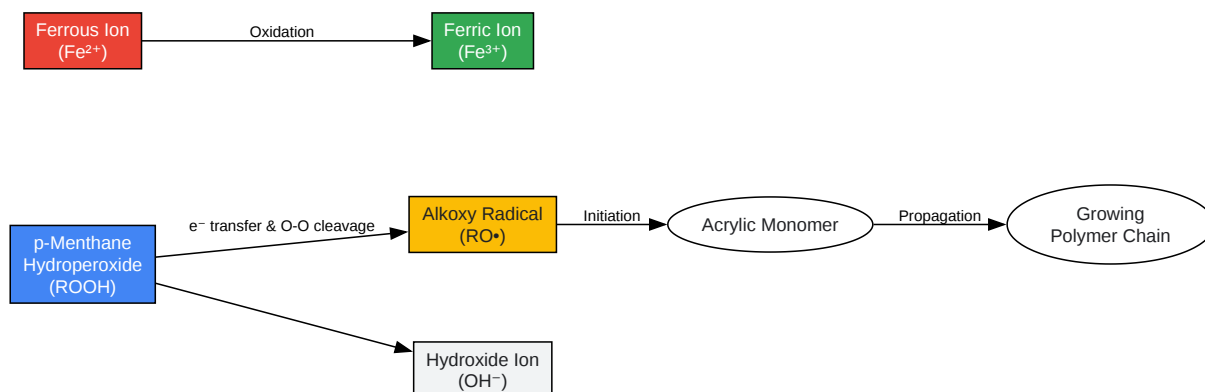 Ferrous Ion
(Fe²⁺)
Oxidation
Ferric Ion
(Fe³⁺)
p-Menthane
Hydroperoxide
(ROOH)
e⁻ transfer & O-O cleavage
Alkoxy Radical
(RO•)
Initiation
Acrylic Monomer
Propagation
Growing
Polymer Chain
Hydroxide Ion
(OH⁻)